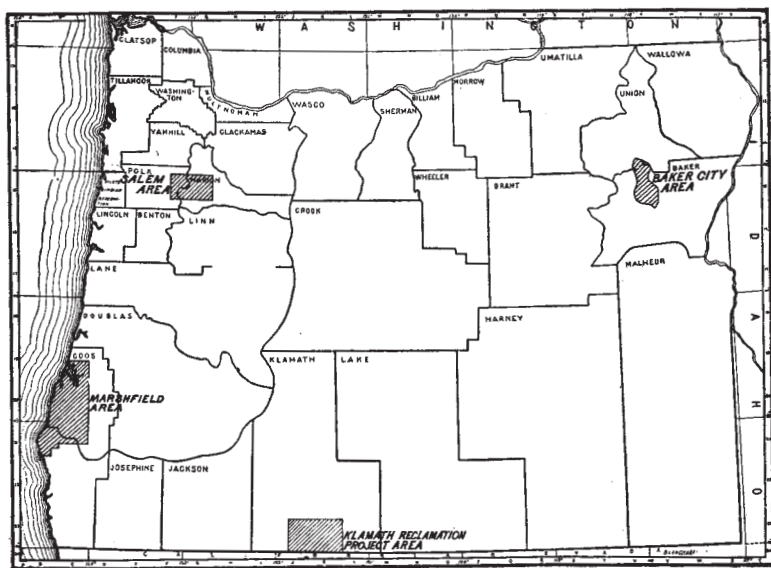 WASHINGTON
CLATSOP
COLUMBIA
TILLAMOOK
WASHING-
TON
MULTNOMAH
YAMHILL
CLACKAMAS
WASCO
SHERMAN
GILLIAM
MORROW
UMATILLA
UNION
WALLOWA
POLK
MARION
SALEM
AREA
WHEELER
GRANT
BAKER
BAKER CITY
AREA
LINCOLN
BENTON
LINN
CROOK
LANE
MALHEUR
DOUGLAS
HARNEY
COOS
KLAMATH
LAKE
MARSHFIELD
AREA
JOSEPHINE
JACKSON
KLAMATH RECLAMATION
PROJECT AREA
IDAHO